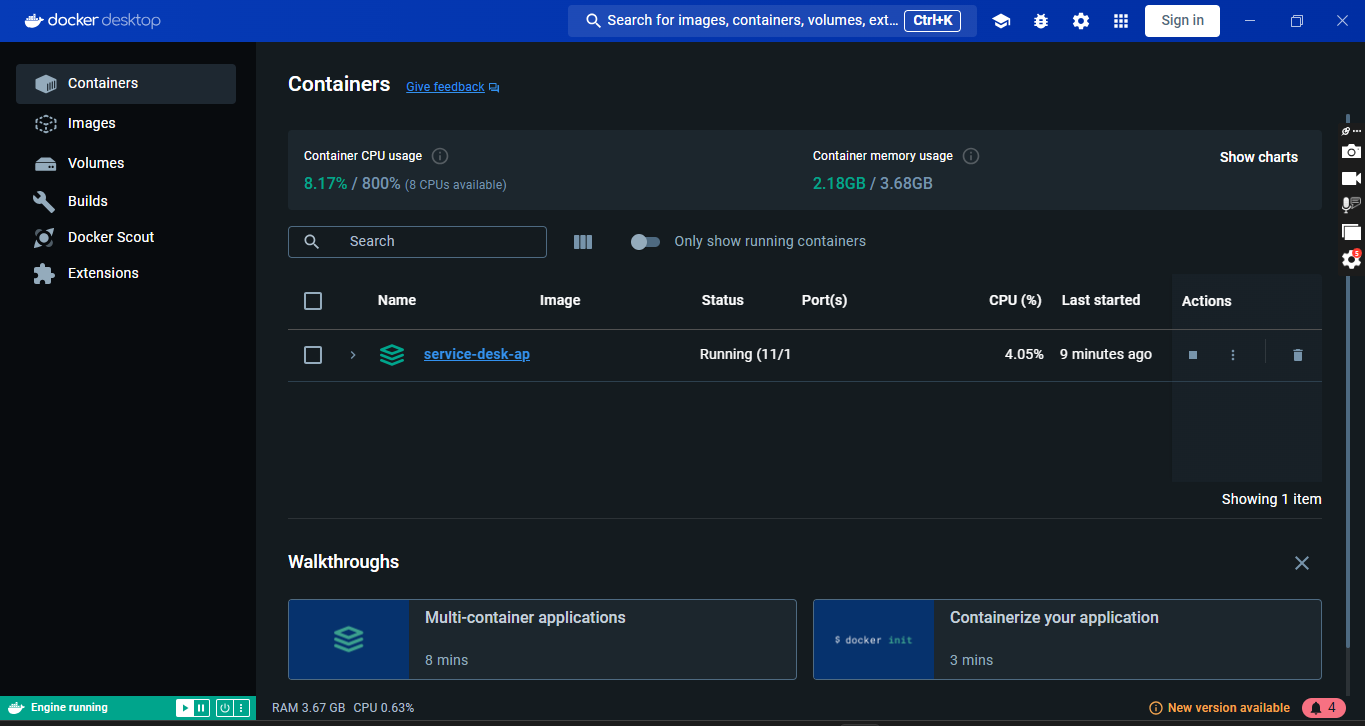 docker desktop
Search for images, containers, volumes, ext... Ctrl+K
Sign in
Containers
Images
Volumes
Builds
Docker Scout
Extensions
Containers Give feedback
Container CPU usage
8.17% / 800% (8 CPUs available)
Container memory usage
2.18GB / 3.68GB
Show charts
Search
Only show running containers
Name Image Status Port(s) CPU (%) Last started Actions
service-desk-ap Running (11/1 4.05% 9 minutes ago
Showing 1 item
Walkthroughs
Multi-container applications
8 mins
$ docker init
Containerize your application
3 mins
Engine running
RAM 3.67 GB CPU 0.63%
New version available
4
5